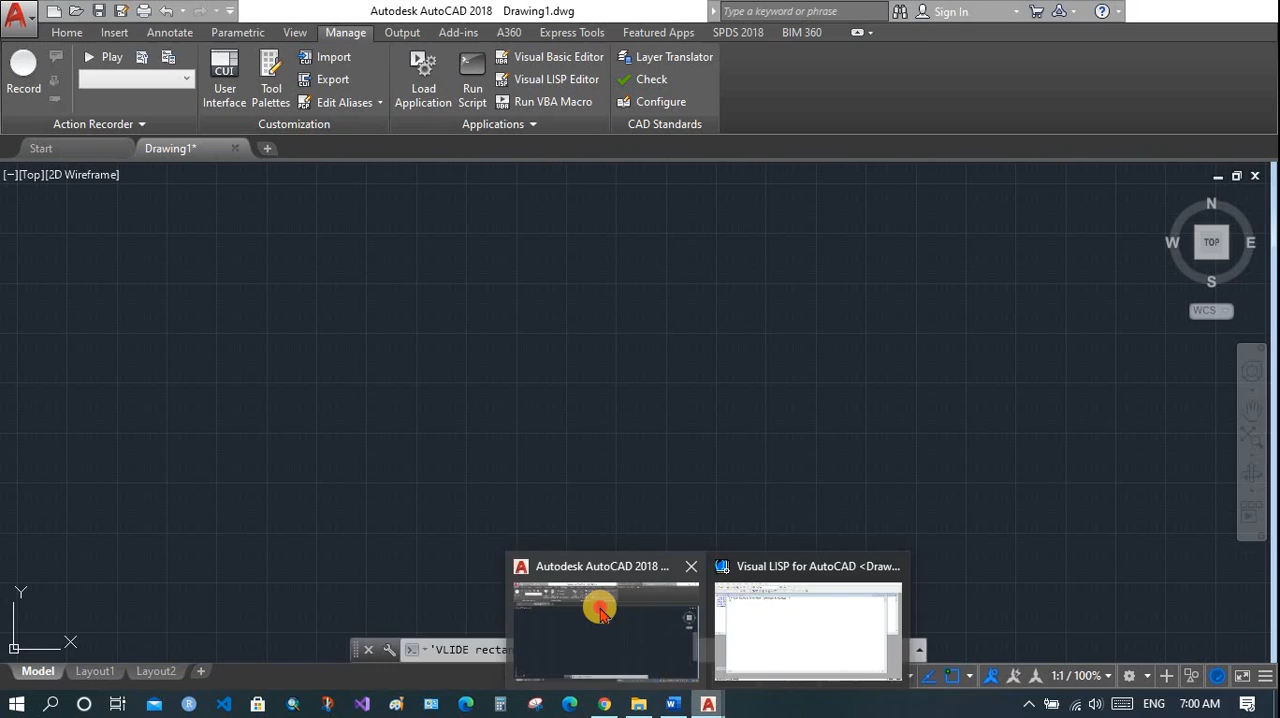 Autodesk AutoCAD 2018 Drawing1.dwg
Type a keyword or phrase
Sign In
Home Insert Annotate Parametric View Manage Output Add-ins A360 Express Tools Featured Apps SPDS 2018 BIM 360
Record
Play
CUI
User Interface
Tool Palettes
Import
Export
Edit Aliases
Load Application
Run Script
Visual Basic Editor
Visual LISP Editor
Run VBA Macro
Layer Translator
Check
Configure
Action Recorder
Customization
Applications
CAD Standards
Start
Drawing1*
[−][Top][2D Wireframe]
N
W TOP E
S
WCS
Autodesk AutoCAD 2018 ...
Visual LISP for AutoCAD <Draw...
Y
X
'VLIDE rectan
Model Layout1 Layout2
1:1/100%
ENG 7:00 AM